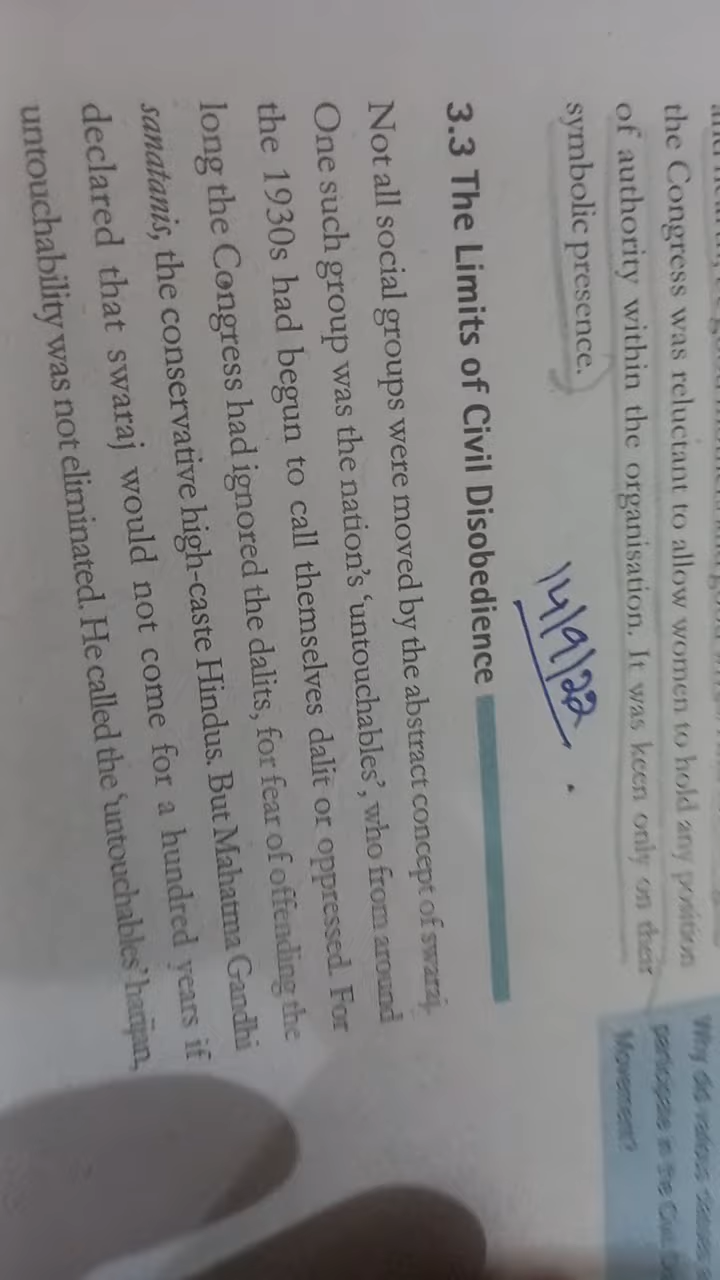 the Congress was reluctant to allow women to hold any position
of authority within the organisation. It was keen only on their
symbolic presence.
14/9/22
3.3 The Limits of Civil Disobedience
Not all social groups were moved by the abstract concept of swaraj.
One such group was the nation's 'untouchables', who from around
the 1930s had begun to call themselves dalit or oppressed. For
long the Congress had ignored the dalits, for fear of offending the
sanatanis, the conservative high-caste Hindus. But Mahatma Gandhi
declared that swaraj would not come for a hundred years if
untouchability was not eliminated. He called the 'untouchables' harijan,
Why did various classes
participate in the Civil
Movement?